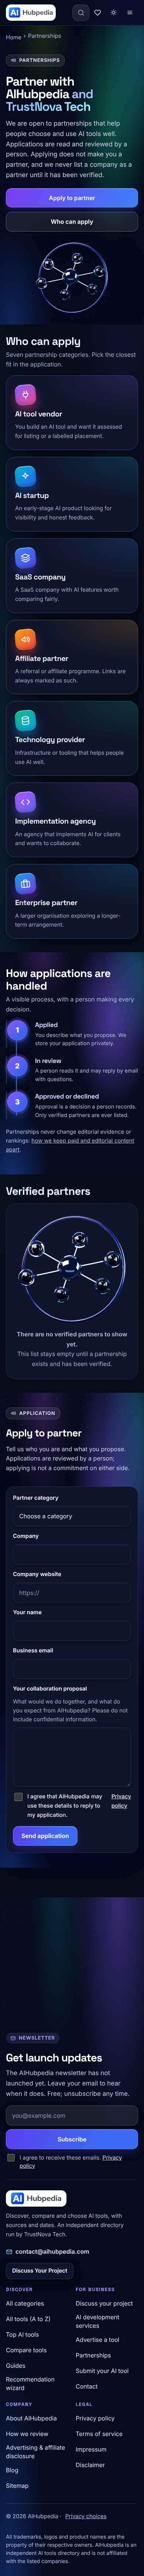 AI Hubpedia
Home › Partnerships
PARTNERSHIPS
Partner with
AIHubpedia and
TrustNova Tech
We are open to partnerships that help
people choose and use AI tools well.
Applications are read and reviewed by a
person. Applying does not make you a
partner, and we never list a company as a
partner until it has been verified.
Apply to partner
Who can apply
Who can apply
Seven partnership categories. Pick the closest
fit in the application.
AI tool vendor
You build an AI tool and want it assessed
for listing or a labelled placement.
AI startup
An early-stage AI product looking for
visibility and honest feedback.
SaaS company
A SaaS company with AI features worth
comparing fairly.
Affiliate partner
A referral or affiliate programme. Links are
always marked as such.
Technology provider
Infrastructure or tooling that helps people
use AI well.
Implementation agency
An agency that implements AI for clients
and wants to collaborate.
Enterprise partner
A larger organisation exploring a longer-
term arrangement.
How applications are
handled
A visible process, with a person making every
decision.
1
Applied
You describe what you propose. We
store your application privately.
2
In review
A person reads it and may reply by email
with questions.
3
Approved or declined
Approval is a decision a person records.
Only verified partners are ever listed.
Partnerships never change editorial evidence or
rankings: how we keep paid and editorial content
apart.
Verified partners
There are no verified partners to show
yet.
This list stays empty until a partnership
exists and has been verified.
APPLICATION
Apply to partner
Tell us who you are and what you propose.
Applications are reviewed by a person;
applying is not a commitment on either side.
Partner category
Choose a category
Company
Company website
https://
Your name
Business email
Your collaboration proposal
What would we do together, and what do
you expect from AIHubpedia? Please do not
include confidential information.
I agree that AIHubpedia may
use these details to reply to
my application.
Privacy
policy
Send application
NEWSLETTER
Get launch updates
The AIHubpedia newsletter has not
launched yet. Leave your email to hear
when it does. Free; unsubscribe any time.
you@example.com
Subscribe
I agree to receive these emails. Privacy
policy
AI Hubpedia
Discover, compare and choose AI tools, with
sources and dates. An independent directory
run by TrustNova Tech.
contact@aihubpedia.com
Discuss Your Project
DISCOVER
All categories
All tools (A to Z)
Top AI tools
Compare tools
Guides
Recommendation
wizard
FOR BUSINESS
Discuss your project
AI development
services
Advertise a tool
Partnerships
Submit your AI tool
Contact
COMPANY
About AIHubpedia
How we review
Advertising & affiliate
disclosure
Blog
Sitemap
LEGAL
Privacy policy
Terms of service
Impressum
Disclaimer
© 2026 AIHubpedia · Privacy choices
All trademarks, logos and product names are the
property of their respective owners. AIHubpedia is an
independent AI tools directory and is not affiliated
with the listed companies.